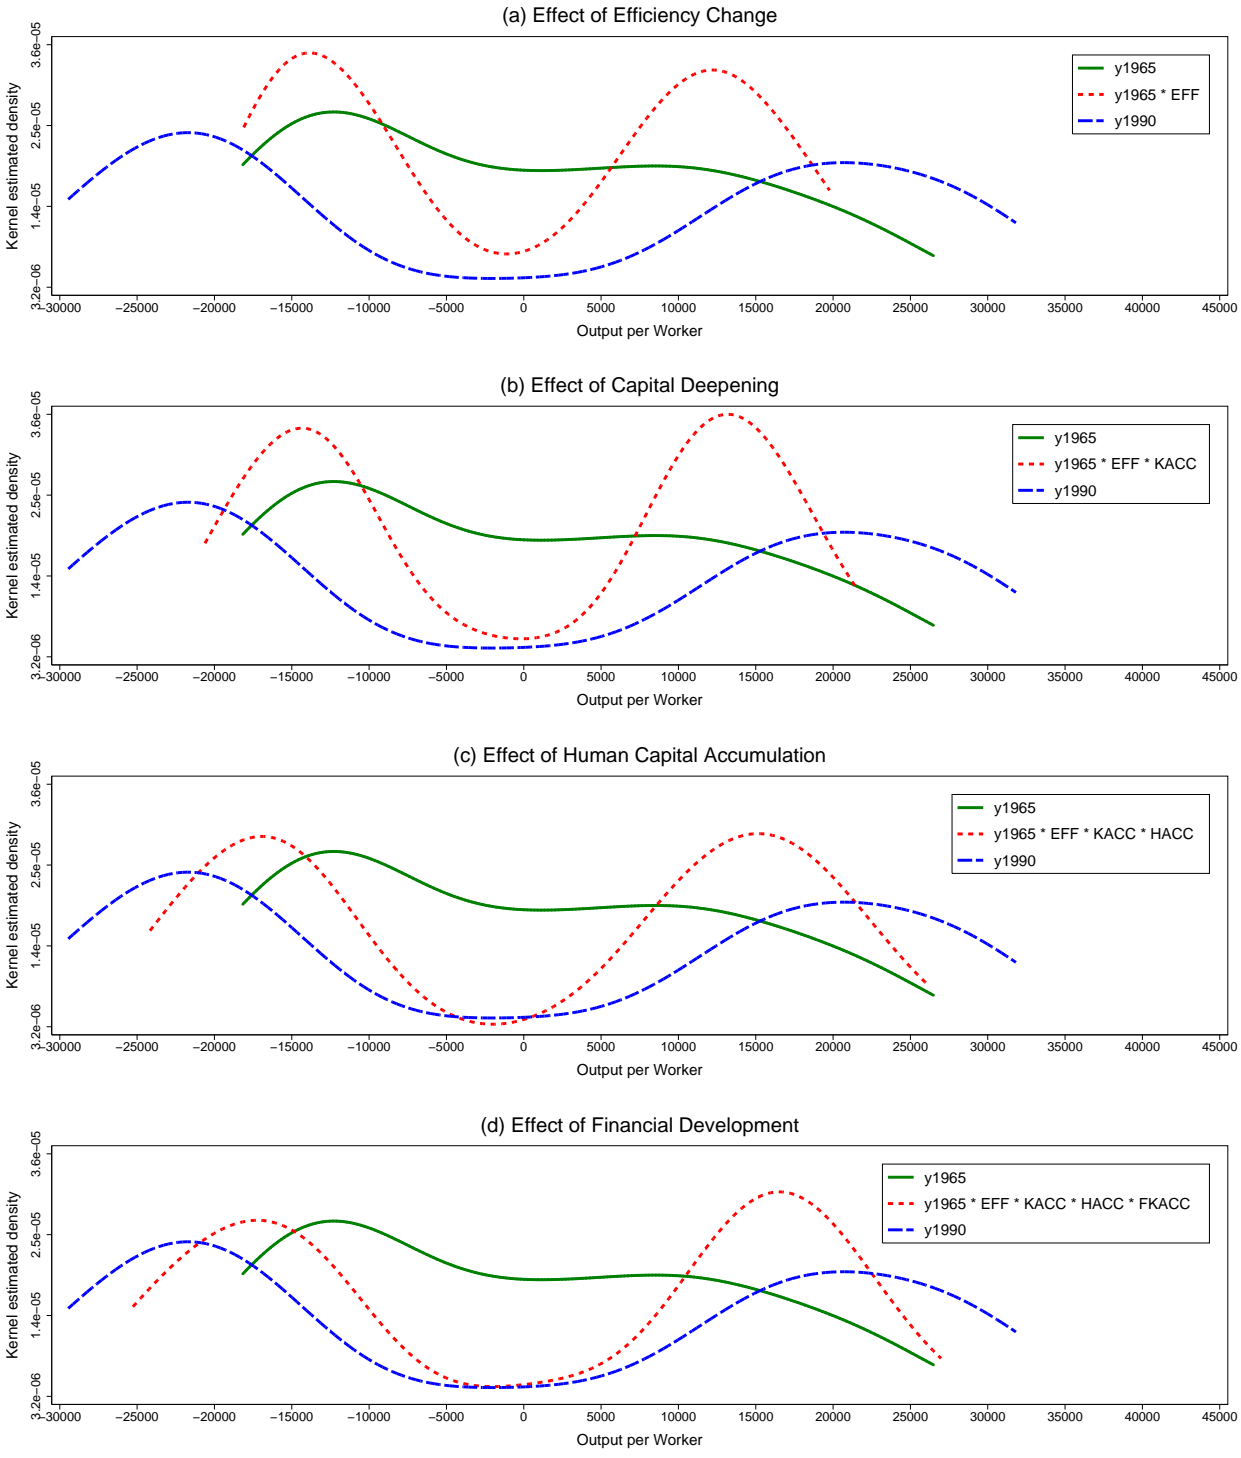 (a) Effect of Efficiency Change
Kernel estimated density
3.6e−05
2.5e−05
1.4e−05
3.2e−06
y1965
y1965 * EFF
y1990
−30000 −25000 −20000 −15000 −10000 −5000 0 5000 10000 15000 20000 25000 30000 35000 40000 45000
Output per Worker
(b) Effect of Capital Deepening
Kernel estimated density
3.6e−05
2.5e−05
1.4e−05
3.2e−06
y1965
y1965 * EFF * KACC
y1990
−30000 −25000 −20000 −15000 −10000 −5000 0 5000 10000 15000 20000 25000 30000 35000 40000 45000
Output per Worker
(c) Effect of Human Capital Accumulation
Kernel estimated density
3.6e−05
2.5e−05
1.4e−05
3.2e−06
y1965
y1965 * EFF * KACC * HACC
y1990
−30000 −25000 −20000 −15000 −10000 −5000 0 5000 10000 15000 20000 25000 30000 35000 40000 45000
Output per Worker
(d) Effect of Financial Development
Kernel estimated density
3.6e−05
2.5e−05
1.4e−05
3.2e−06
y1965
y1965 * EFF * KACC * HACC * FKACC
y1990
−30000 −25000 −20000 −15000 −10000 −5000 0 5000 10000 15000 20000 25000 30000 35000 40000 45000
Output per Worker